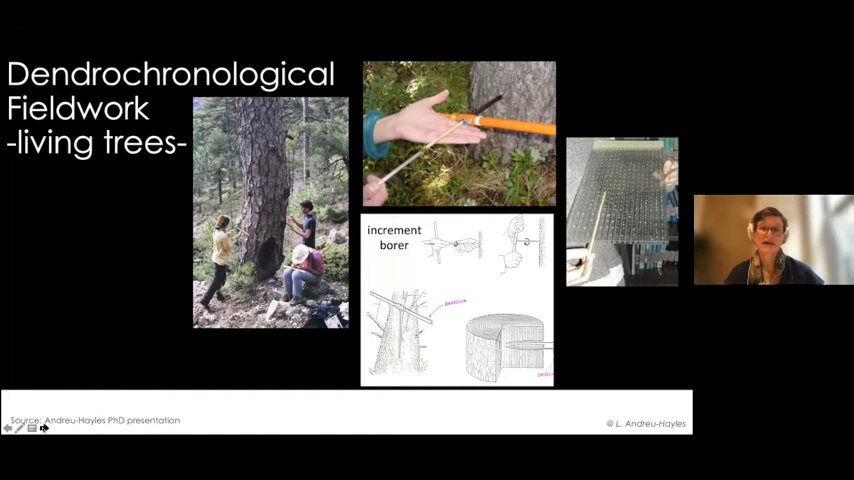 Dendrochronological
Fieldwork
-living trees-
increment
borer
Source: Andreu-Hayles PhD presentation
@ L. Andreu-Hayles